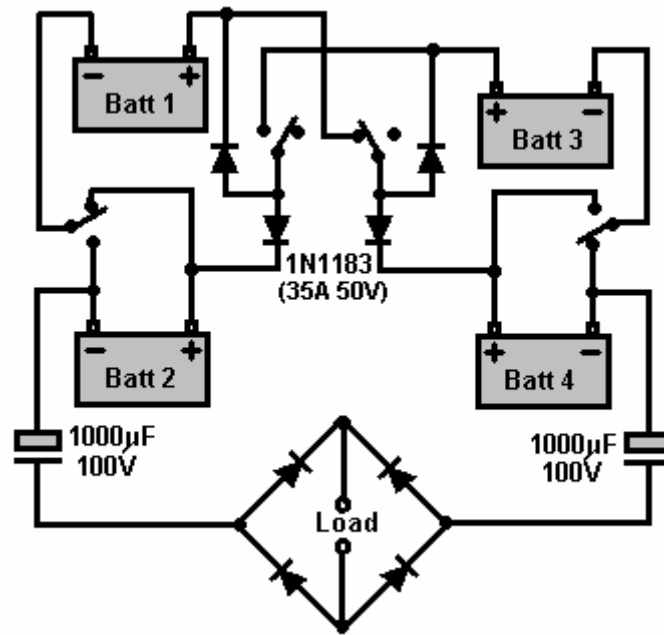 - +
Batt 1
+ -
Batt 3
1N1183
(35A 50V)
- +
Batt 2
+ -
Batt 4
1000µF
100V
1000µF
100V
Load